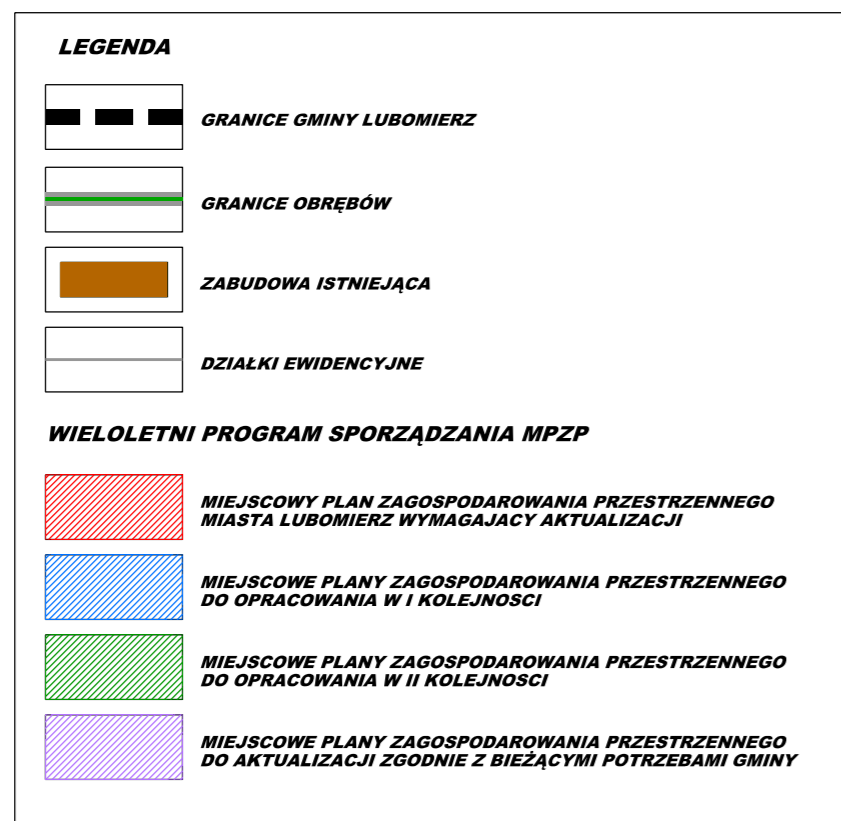 LEGENDA
GRANICE GMINY LUBOMIERZ
GRANICE OBRĘBÓW
ZABUDOWA ISTNIEJĄCA
DZIAŁKI EWIDENCYJNE
WIELOLETNI PROGRAM SPORZĄDZANIA MPZP
MIEJSCOWY PLAN ZAGOSPODAROWANIA PRZESTRZENNEGO
MIASTA LUBOMIERZ WYMAGAJACY AKTUALIZACJI
MIEJSCOWE PLANY ZAGOSPODAROWANIA PRZESTRZENNEGO
DO OPRACOWANIA W I KOLEJNOSCI
MIEJSCOWE PLANY ZAGOSPODAROWANIA PRZESTRZENNEGO
DO OPRACOWANIA W II KOLEJNOSCI
MIEJSCOWE PLANY ZAGOSPODAROWANIA PRZESTRZENNEGO
DO AKTUALIZACJI ZGODNIE Z BIEŻĄCYMI POTRZEBAMI GMINY